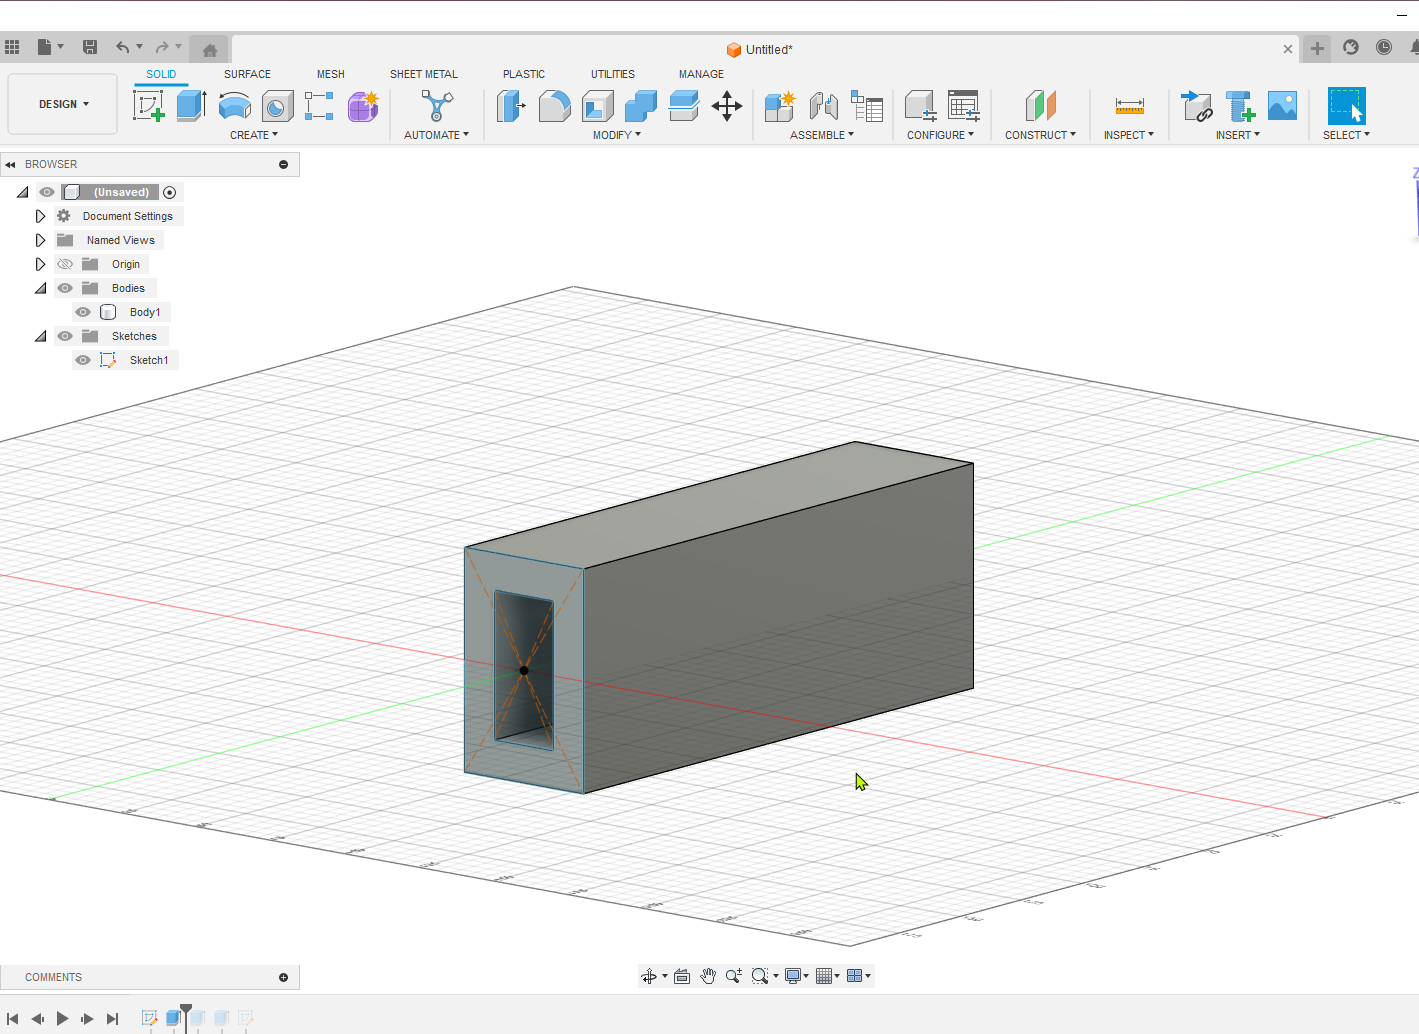 Untitled*
SOLID SURFACE MESH SHEET METAL PLASTIC UTILITIES MANAGE
DESIGN
CREATE AUTOMATE MODIFY ASSEMBLE CONFIGURE CONSTRUCT INSPECT INSERT SELECT
BROWSER
(Unsaved)
Document Settings
Named Views
Origin
Bodies
Body1
Sketches
Sketch1
Z
COMMENTS